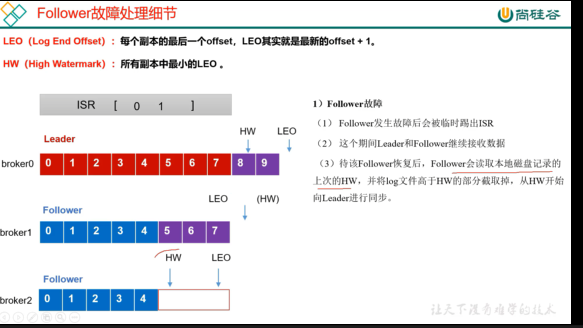 Follower故障处理细节
尚硅谷
LEO（Log End Offset）：每个副本的最后一个offset，LEO其实就是最新的offset + 1。
HW（High Watermark）：所有副本中最小的LEO 。
ISR [ 0 1 ]
Leader
HW LEO
broker0 0 1 2 3 4 5 6 7 8 9
Follower
LEO (HW)
broker1 0 1 2 3 4 5 6 7
HW LEO
Follower
broker2 0 1 2 3 4
1）Follower故障
（1） Follower发生故障后会被临时踢出ISR
（2） 这个期间Leader和Follower继续接收数据
（3）待该Follower恢复后，Follower会读取本地磁盘记录的
上次的HW，并将log文件高于HW的部分截取掉，从HW开始
向Leader进行同步。
让天下没有难学的技术